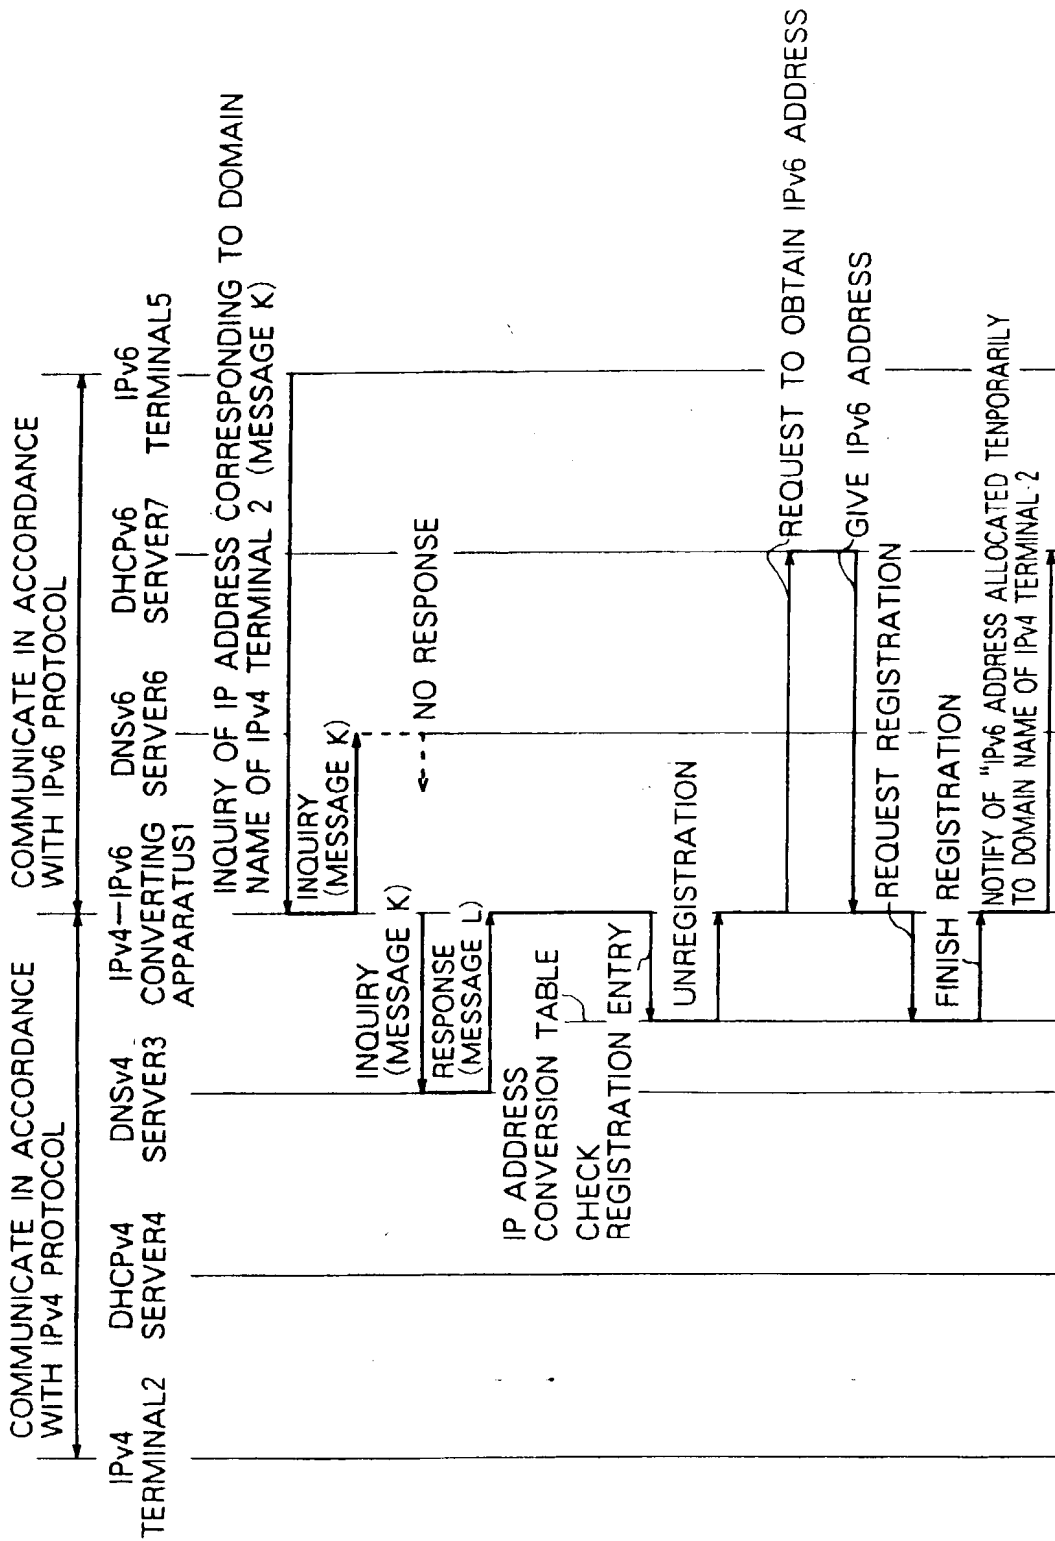 COMMUNICATE IN ACCORDANCE
WITH IPv4 PROTOCOL
COMMUNICATE IN ACCORDANCE
WITH IPv6 PROTOCOL
IPv4
TERMINAL2
DHCPv4
SERVER4
DNSv4
SERVER3
IPv4—IPv6
CONVERTING
APPARATUS1
DNSv6
SERVER6
DHCPv6
SERVER7
IPv6
TERMINAL5
INQUIRY OF IP ADDRESS CORRESPONDING TO DOMAIN
NAME OF IPv4 TERMINAL 2 (MESSAGE K)
INQUIRY
(MESSAGE K)
NO RESPONSE
INQUIRY
(MESSAGE K)
RESPONSE
(MESSAGE L)
IP ADDRESS
CONVERSION TABLE
CHECK
REGISTRATION ENTRY
UNREGISTRATION
REQUEST TO OBTAIN IPv6 ADDRESS
GIVE IPv6 ADDRESS
REQUEST REGISTRATION
FINISH REGISTRATION
NOTIFY OF "IPv6 ADDRESS ALLOCATED TENPORARILY
TO DOMAIN NAME OF IPv4 TERMINAL 2